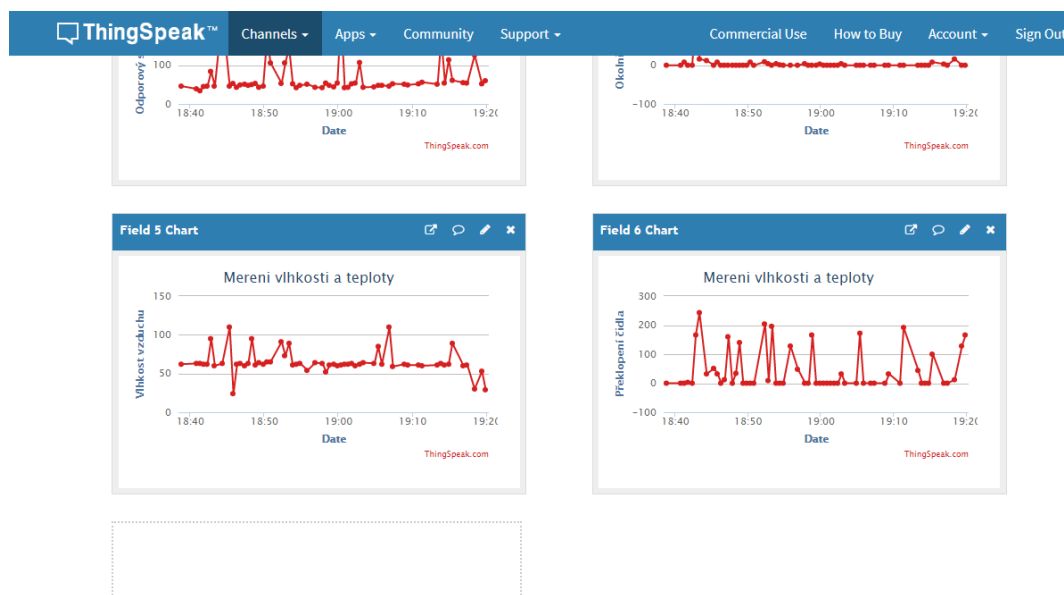 ThingSpeak™ Channels Apps Community Support Commercial Use How to Buy Account Sign Out
Odporový s
100
0
18:40 18:50 19:00 19:10 19:20
Date
ThingSpeak.com
Okoln
0
-100
18:40 18:50 19:00 19:10 19:20
Date
ThingSpeak.com
Field 5 Chart
Mereni vlhkosti a teploty
Vlhkost vzduchu
150
100
50
0
18:40 18:50 19:00 19:10 19:20
Date
ThingSpeak.com
Field 6 Chart
Mereni vlhkosti a teploty
Překlopení čidla
300
200
100
0
-100
18:40 18:50 19:00 19:10 19:20
Date
ThingSpeak.com